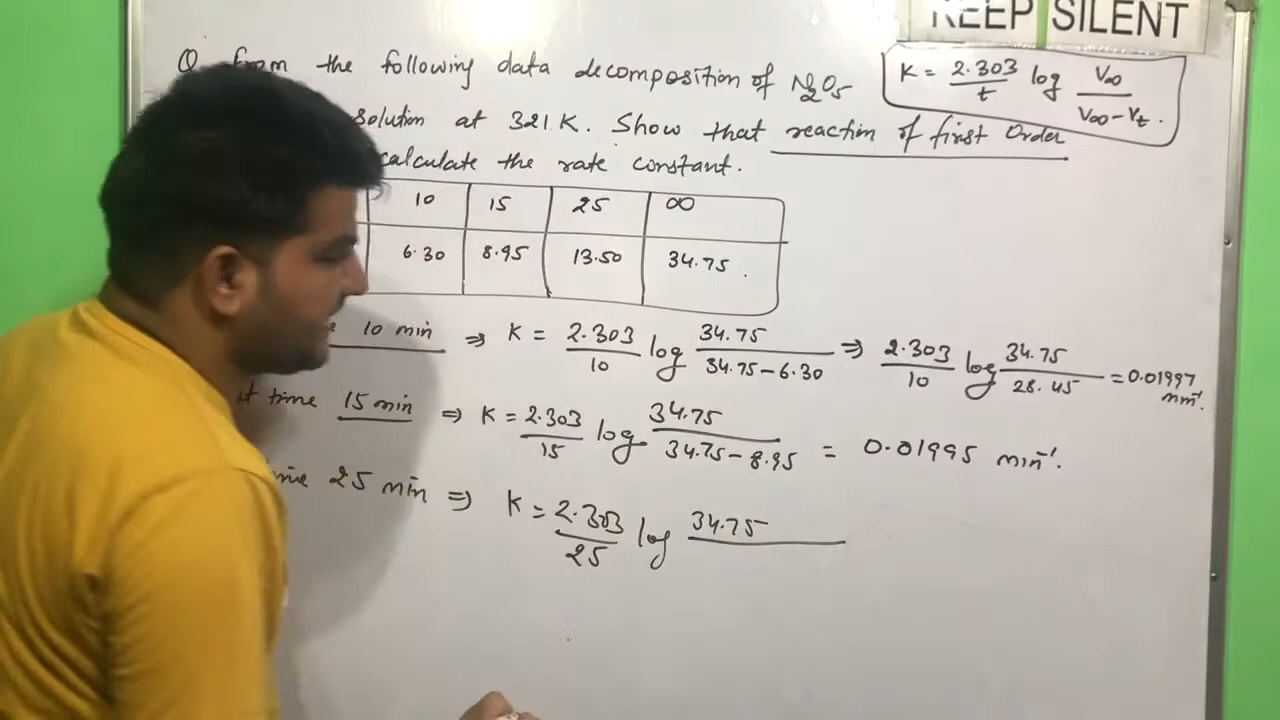 KEEP SILENT
Q from the following data decomposition of N2O5
K = 2.303/t log V∞/V∞-Vt.
solution at 321 K. Show that reaction of first Order
calculate the rate constant.
10 15 25 ∞
6.30 8.95 13.50 34.75.
10 min ⇒ K = 2.303/10 log 34.75/34.75-6.30 ⇒ 2.303/10 log 34.75/28.45 = 0.01997 min⁻¹.
time 15 min ⇒ K = 2.303/15 log 34.75/34.75-8.95 = 0.01995 min⁻¹.
25 min ⇒ K = 2.303/25 log 34.75